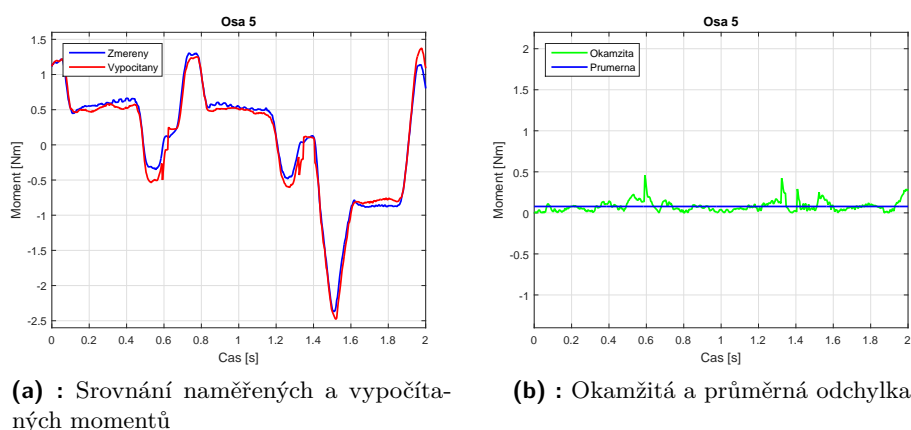 Osa 5
Zmereny
Vypocitany
Moment [Nm]
1.5
1
0.5
0
-0.5
-1
-1.5
-2
-2.5
0 0.2 0.4 0.6 0.8 1 1.2 1.4 1.6 1.8 2
Cas [s]
(a) : Srovnání naměřených a vypočíta-
ných momentů
Osa 5
Okamzita
Prumerna
Moment [Nm]
2
1.5
1
0.5
0
-0.5
-1
0 0.2 0.4 0.6 0.8 1 1.2 1.4 1.6 1.8 2
Cas [s]
(b) : Okamžitá a průměrná odchylka